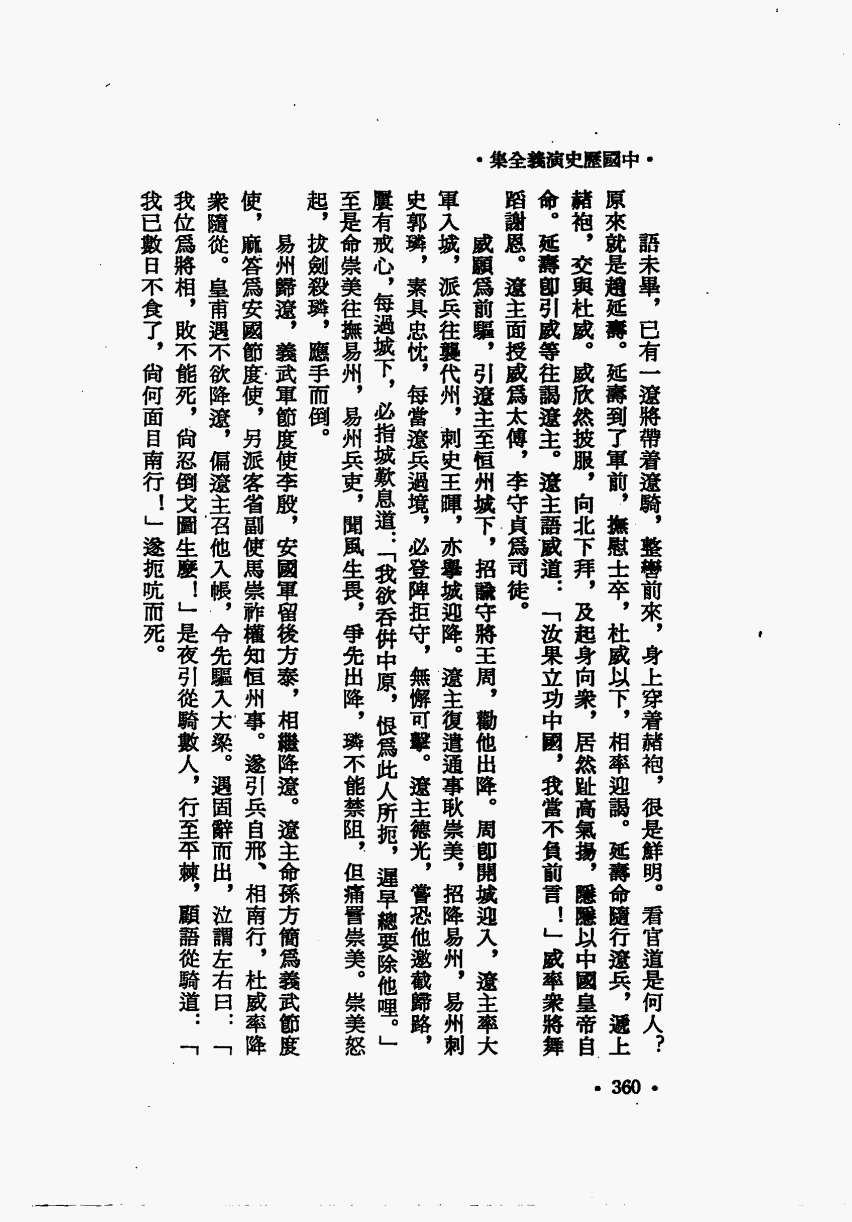 ·中國歷史演義全集·
語未畢，已有一遼將帶着遼騎，整轡前來，身上穿着赭袍，很是鮮明。看官道是何人？
原來就是趙延壽。延壽到了軍前，撫慰士卒，杜威以下，相率迎謁。延壽命隨行遼兵，遞上
赭袍，交與杜威。威欣然披服，向北下拜，及起身向衆，居然趾高氣揚，隱隱以中國皇帝自
命。延壽卽引威等往謁遼主。遼主語威道：「汝果立功中國，我當不負前言！」威率衆將舞
蹈謝恩。遼主面授威爲太傅，李守貞爲司徒。
威願爲前驅，引遼主至恒州城下，招諭守將王周，勸他出降。周卽開城迎入，遼主率大
軍入城，派兵往襲代州，刺史王暉，亦舉城迎降。遼主復遣通事耿崇美，招降易州，易州刺
史郭璘，素具忠忱，每當遼兵過境，必登陴拒守，無懈可擊。遼主德光，嘗恐他邀截歸路，
屢有戒心，每過城下，必指城歎息道：「我欲吞併中原，恨爲此人所扼，遲早總要除他哩。」
至是命崇美往撫易州，易州兵吏，聞風生畏，爭先出降，璘不能禁阻，但痛詈崇美。崇美怒
起，拔劍殺璘，應手而倒。
易州歸遼，義武軍節度使李殷，安國軍留後方泰，相繼降遼。遼主命孫方簡爲義武節度
使，麻答爲安國節度使，另派客省副使馬崇祚權知恒州事。遂引兵自邢、相南行，杜威率降
衆隨從。皇甫遇不欲降遼，偏遼主召他入帳，令先驅入大梁。遇固辭而出，泣謂左右曰：「
我位爲將相，敗不能死，尙忍倒戈圖生麼！」是夜引從騎數人，行至平棘，顧語從騎道：「
我已數日不食了，尙何面目南行！」遂扼吭而死。
·360·